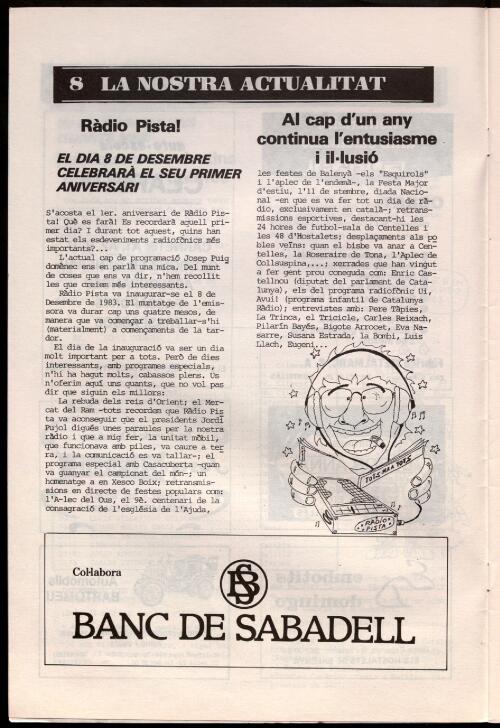 8 LA NOSTRA ACTUALITAT
Ràdio Pista!
EL DIA 8 DE DESEMBRE
CELEBRARÀ EL SEU PRIMER
ANIVERSARI
S'acosta el 1er. aniversari de Ràdio Pis-
ta! Què es farà! Es recordarà aquell pri-
mer dia? I durant tot aquest, quins han
estat els esdeveniments radiofònics més
importants?...
L'actual cap de programació Josep Puig
domènec ens en parlà una mica. Del munt
de coses que ens va dir, n'hem recollit
les que creiem més interessants.
Ràdio Pista va inaugurar-se el 8 de
Desembre de 1983. El muntatge de l'emis-
sora va durar cap uns quatre mesos, de
manera que va començar a treballar-s'hi
(materialment) a començaments de la tar-
dor.
El dia de la inauguració va ser un dia
molt important per a tots. Però de dies
interessants, amb programes especials,
n'hi ha hagut molts, cabassos plens. Us
n'oferim aquí uns quants, que no vol pas
dir que siguin els millors:
La rebuda dels reis d'Orient; el Mer-
cat del Ram -tots recordem que Ràdio Pis
ta va aconseguir que el presidents Jordi
Pujol digués unes paraules per la nostra
ràdio i que a mig fer, la unitat mòbil,
que funcionava amb piles, va caure a ter
ra, i la comunicació es va tallar-; el
programa especial amb Casacuberta -quan
va guanyar el campionat del món-; un
homenatge a en Xesco Boix; retransmis-
sions en directe de festes populars com:
l'A-lec del Ous, el 9è. centenari de la
consagració de l'església de l'Ajuda,
Al cap d'un any
continua l'entusiasme
i il·lusió
les festes de Balenyà -els "Esquirols"
i l'aplec de l'endemà-, la Festa Major
d'estiu, l'11 de stembre, diada Nacio-
nal -en que es va fer tot un dia de rà-
dio, exclusivament en català-; retrans-
missions esportives, destacant-hi les
24 hores de futbol-sala de Centelles i
les 48 d'Hostalets; desplaçaments als po
bles veïns: quan el bisbe va anar a Cen-
telles, la Roseraire de Tona, l'Aplec de
Collsuspina,...; xerrades que han vingut
a fer gent prou coneguda com: Enric Cas-
tellnou (diputat del parlament de Cata-
lunya), els del programa radiofònic Ui,
Avui! (programa infantil de Catalunya
Ràdio); entrevistes amb: Pere Tàpies,
La Trinca, el Tricicle, Carles Reixach,
Pilarín Bayés, Bigote Arrocet, Eva Na-
sarre, Susana Estrada, la Bombi, Luis
Llach, Eugeni...
TOTS PER A TOTS
RÀDIO
PISTA
Col·labora
BS
BANC DE SABADELL